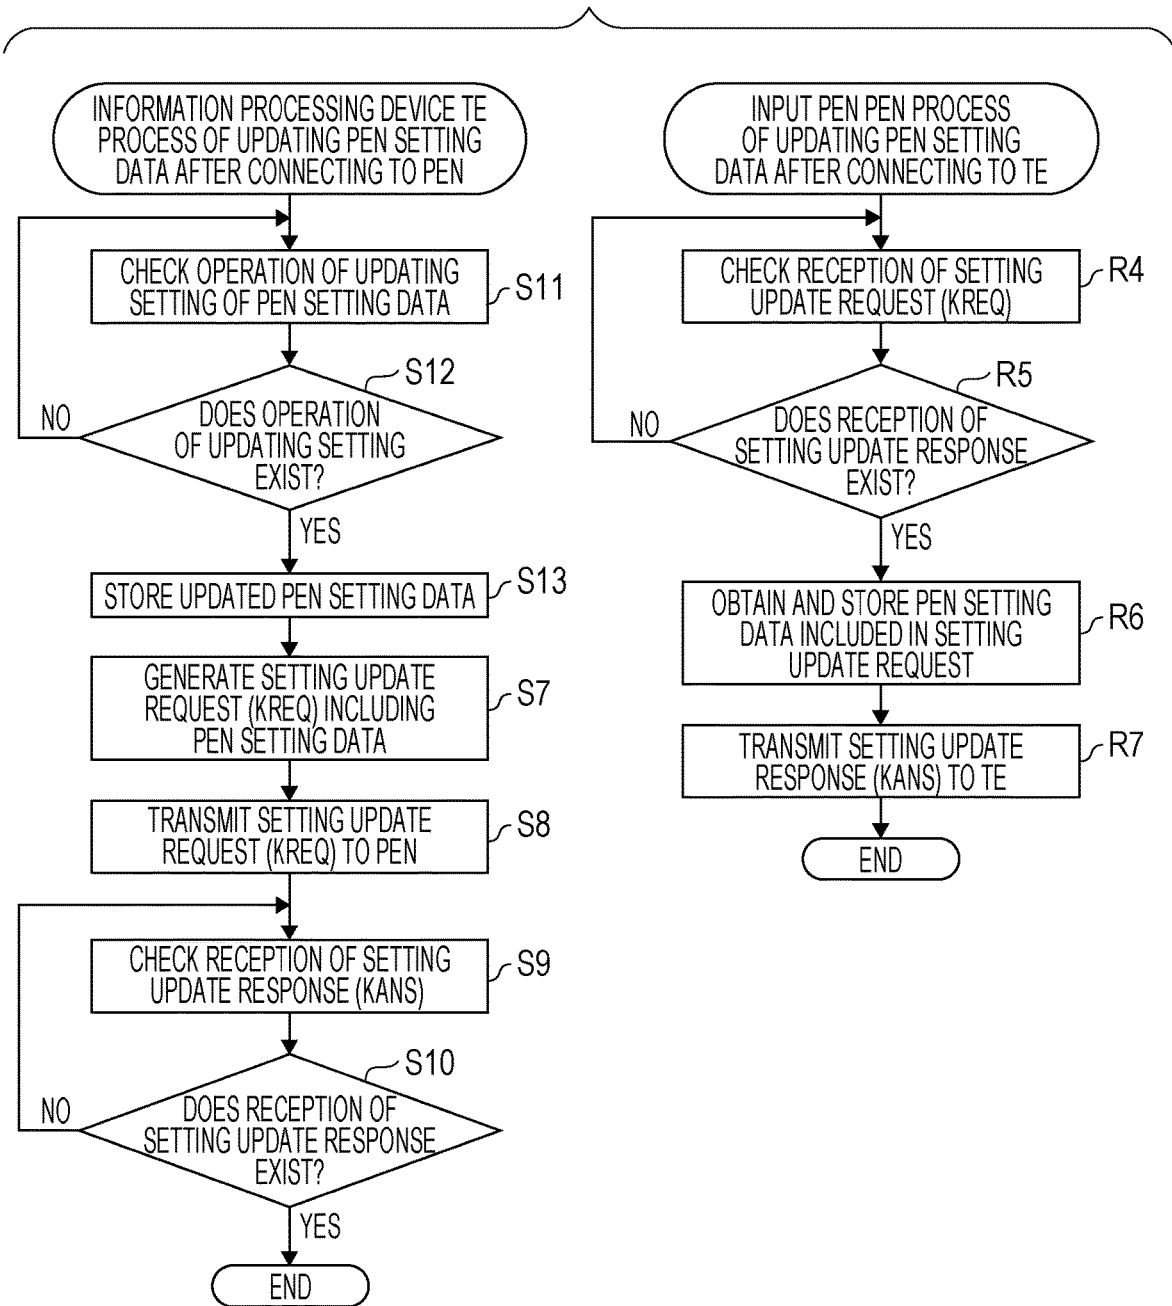 INFORMATION PROCESSING DEVICE TE
PROCESS OF UPDATING PEN SETTING
DATA AFTER CONNECTING TO PEN
CHECK OPERATION OF UPDATING
SETTING OF PEN SETTING DATA
S11
S12
NO
DOES OPERATION
OF UPDATING SETTING
EXIST?
YES
STORE UPDATED PEN SETTING DATA
S13
GENERATE SETTING UPDATE
REQUEST (KREQ) INCLUDING
PEN SETTING DATA
S7
TRANSMIT SETTING UPDATE
REQUEST (KREQ) TO PEN
S8
CHECK RECEPTION OF SETTING
UPDATE RESPONSE (KANS)
S9
S10
NO
DOES RECEPTION OF
SETTING UPDATE RESPONSE
EXIST?
YES
END
INPUT PEN PEN PROCESS
OF UPDATING PEN SETTING
DATA AFTER CONNECTING TO TE
CHECK RECEPTION OF SETTING
UPDATE REQUEST (KREQ)
R4
R5
NO
DOES RECEPTION OF
SETTING UPDATE RESPONSE
EXIST?
YES
OBTAIN AND STORE PEN SETTING
DATA INCLUDED IN SETTING
UPDATE REQUEST
R6
TRANSMIT SETTING UPDATE
RESPONSE (KANS) TO TE
R7
END